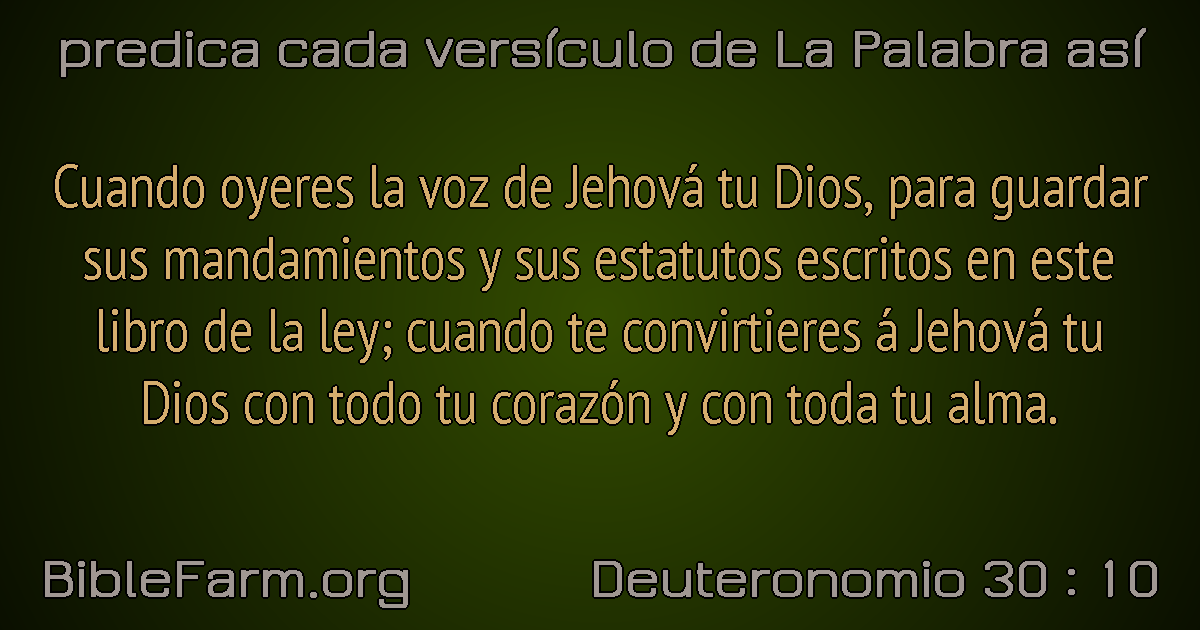 predica cada versículo de La Palabra así
Cuando oyeres la voz de Jehová tu Dios, para guardar
sus mandamientos y sus estatutos escritos en este
libro de la ley; cuando te convirtieres á Jehová tu
Dios con todo tu corazón y con toda tu alma.
BibleFarm.org
Deuteronomio 30 : 10